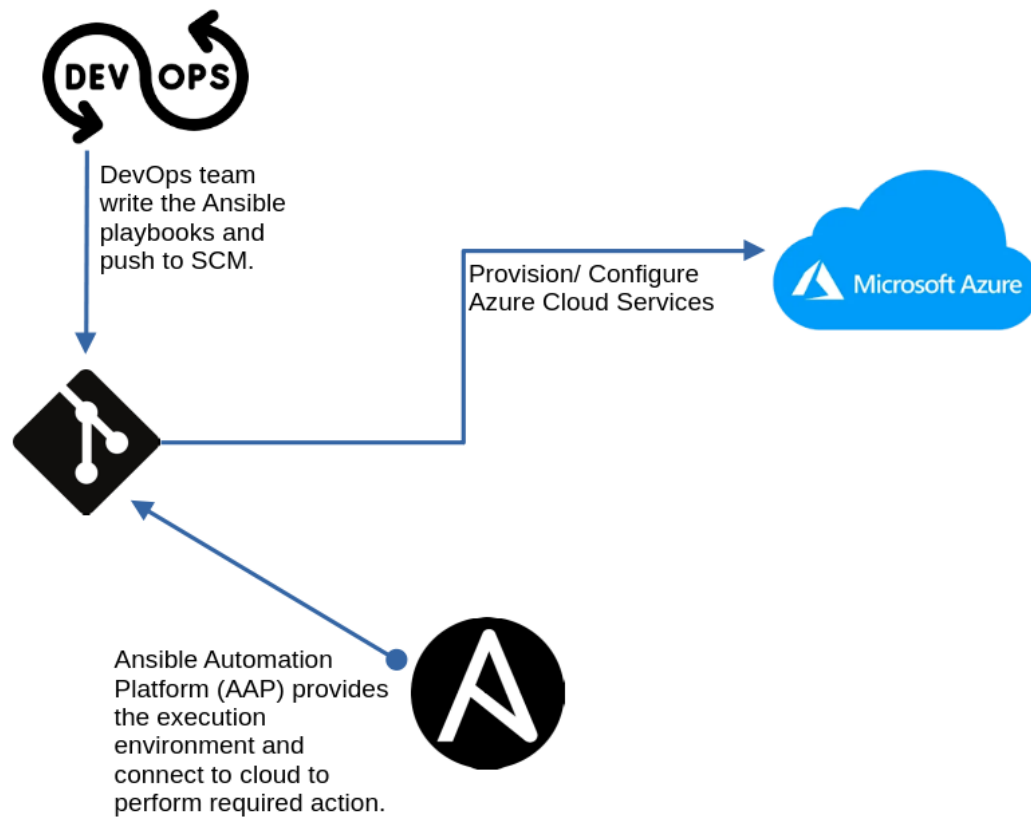 DEV OPS
DevOps team
write the Ansible
playbooks and
push to SCM.
Provision/ Configure
Azure Cloud Services
Microsoft Azure
Ansible Automation
Platform (AAP) provides
the execution
environment and
connect to cloud to
perform required action.